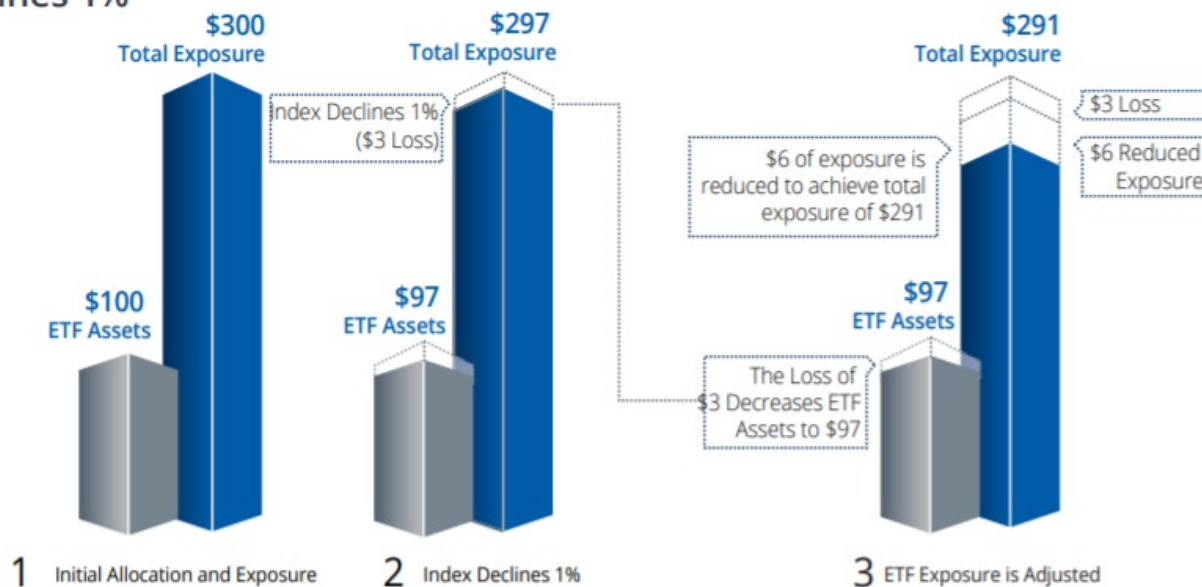 1%
$300
Total Exposure
$297
Total Exposure
$291
Total Exposure
Index Declines 1%
($3 Loss)
$3 Loss
$6 of exposure is
reduced to achieve total
exposure of $291
$6 Reduced
Exposure
$100
ETF Assets
$97
ETF Assets
$97
ETF Assets
The Loss of
$3 Decreases ETF
Assets to $97
1 Initial Allocation and Exposure
2 Index Declines 1%
3 ETF Exposure is Adjusted